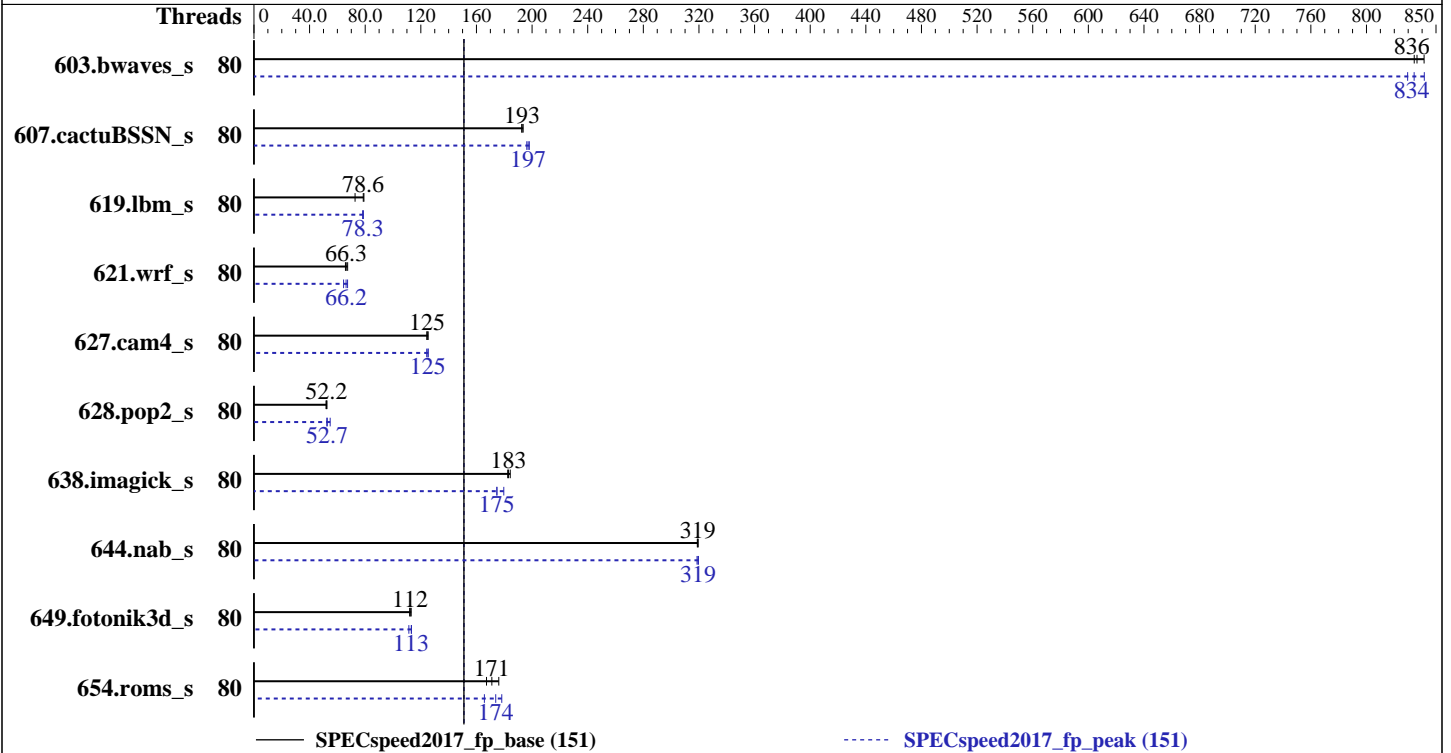 Threads 0 40.0 80.0 120 160 200 240 280 320 360 400 440 480 520 560 600 640 680 720 760 800 850
836
603.bwaves_s 80
834
193
607.cactuBSSN_s 80
197
78.6
619.lbm_s 80
78.3
66.3
621.wrf_s 80
66.2
125
627.cam4_s 80
125
52.2
628.pop2_s 80
52.7
183
638.imagick_s 80
175
319
644.nab_s 80
319
112
649.fotonik3d_s 80
113
171
654.roms_s 80
174
SPECspeed2017_fp_base (151) SPECspeed2017_fp_peak (151)